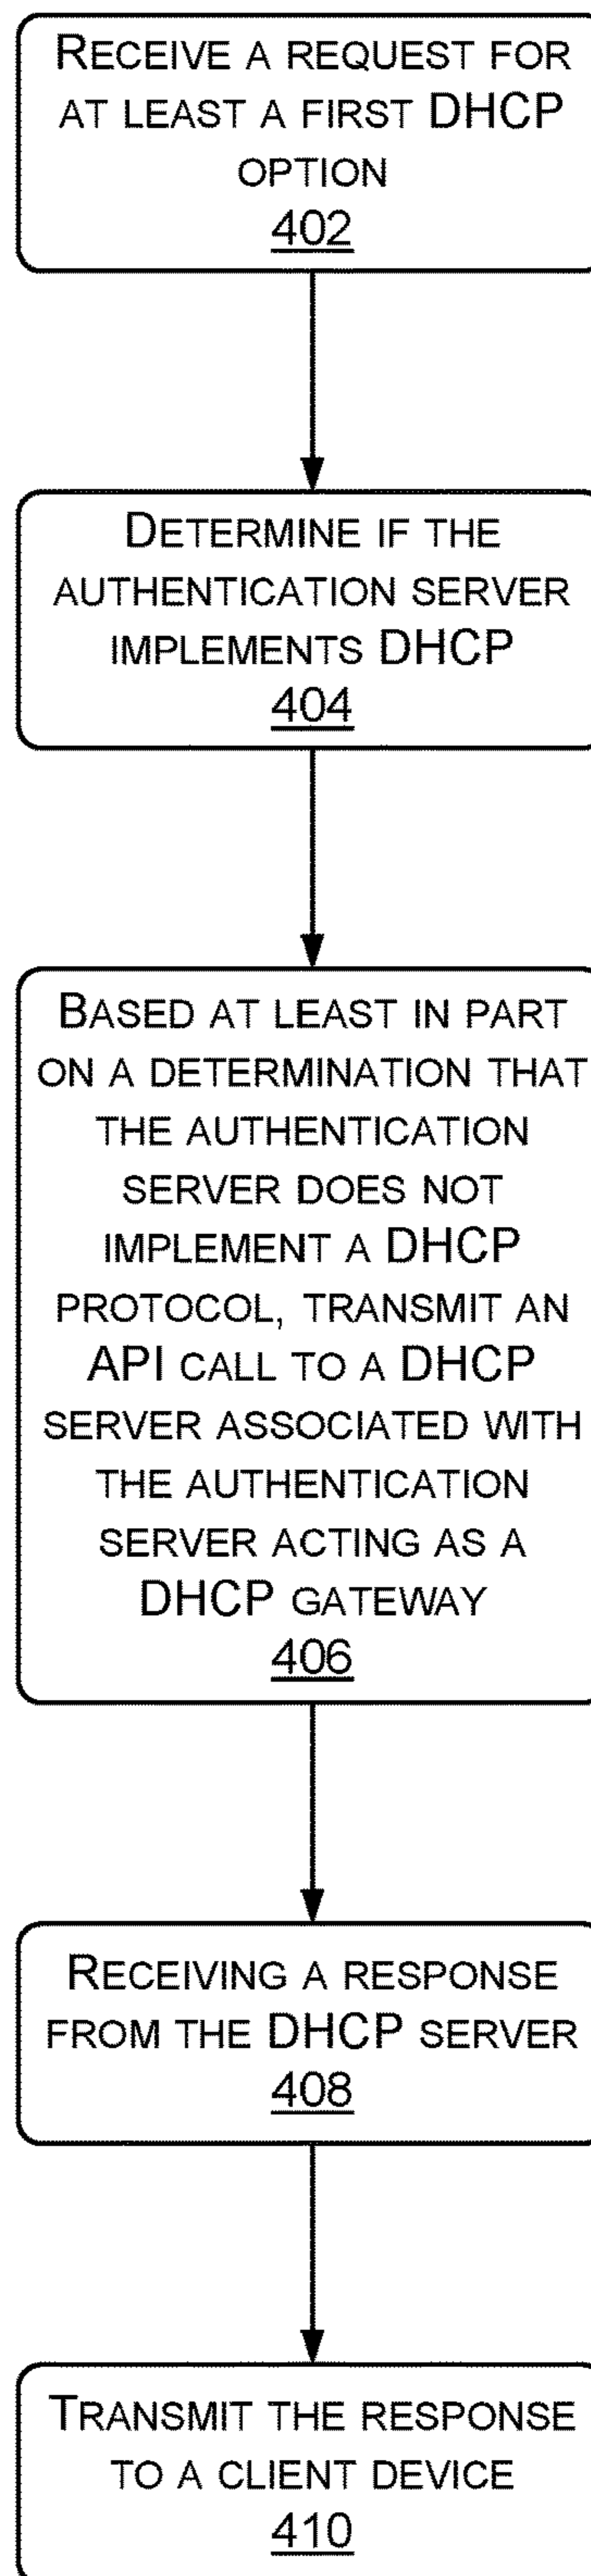 RECEIVE A REQUEST FOR
AT LEAST A FIRST DHCP
OPTION
402
DETERMINE IF THE
AUTHENTICATION SERVER
IMPLEMENTS DHCP
404
BASED AT LEAST IN PART
ON A DETERMINATION THAT
THE AUTHENTICATION
SERVER DOES NOT
IMPLEMENT A DHCP
PROTOCOL, TRANSMIT AN
API CALL TO A DHCP
SERVER ASSOCIATED WITH
THE AUTHENTICATION
SERVER ACTING AS A
DHCP GATEWAY
406
RECEIVING A RESPONSE
FROM THE DHCP SERVER
408
TRANSMIT THE RESPONSE
TO A CLIENT DEVICE
410